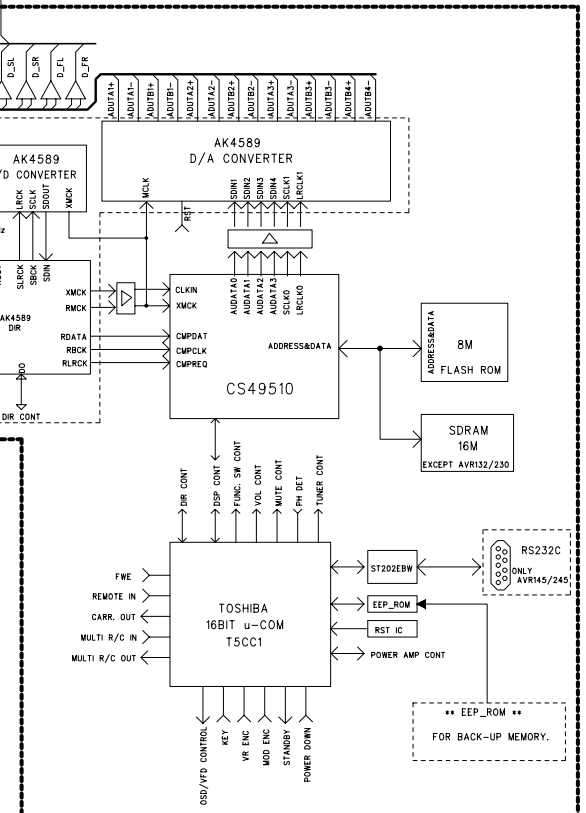 D_SL
D_SR
D_FL
D_FR
ADUTA1+
ADUTA1-
ADUTB1+
ADUTB1-
ADUTA2+
ADUTA2-
ADUTB2+
ADUTB2-
ADUTA3+
ADUTA3-
ADUTB3+
ADUTB3-
ADUTB4+
ADUTB4-
AK4589
/D CONVERTER
LRCK
SCLK
SDOUT
XMCK
AK4589
D/A CONVERTER
MCLK
RST
SDIN1
SDIN2
SDIN3
SDIN4
SCLK1
LRCLK1
Hz
SLRCK
SBCK
SDIN
XMCK
RMCK
AK4589
DIR
RDATA
RBCK
RLRCK
DO
DIR CONT
AUDATA0
AUDATA1
AUDATA2
AUDATA3
SCLK0
LRCLK0
CLKIN
XMCK
CMPDAT
CMPCLK
CMPREQ
ADDRESS&DATA
CS49510
ADDRESS&DATA
8M
FLASH ROM
SDRAM
16M
EXCEPT AVR132/230
DIR CONT
DSP CONT
FUNC. SW CONT
VOL CONT
MUTE CONT
PH DET
TUNER CONT
FWE
REMOTE IN
CARR. OUT
MULTI R/C IN
MULTI R/C OUT
TOSHIBA
16BIT u-COM
T5CC1
ST202EBW
EEP_ROM
RST IC
POWER AMP CONT
RS232C
ONLY
AVR145/245
OSD/VFD CONTROL
KEY
VR ENC
MOD ENC
STANDBY
POWER DOWN
** EEP_ROM **
FOR BACK-UP MEMORY.